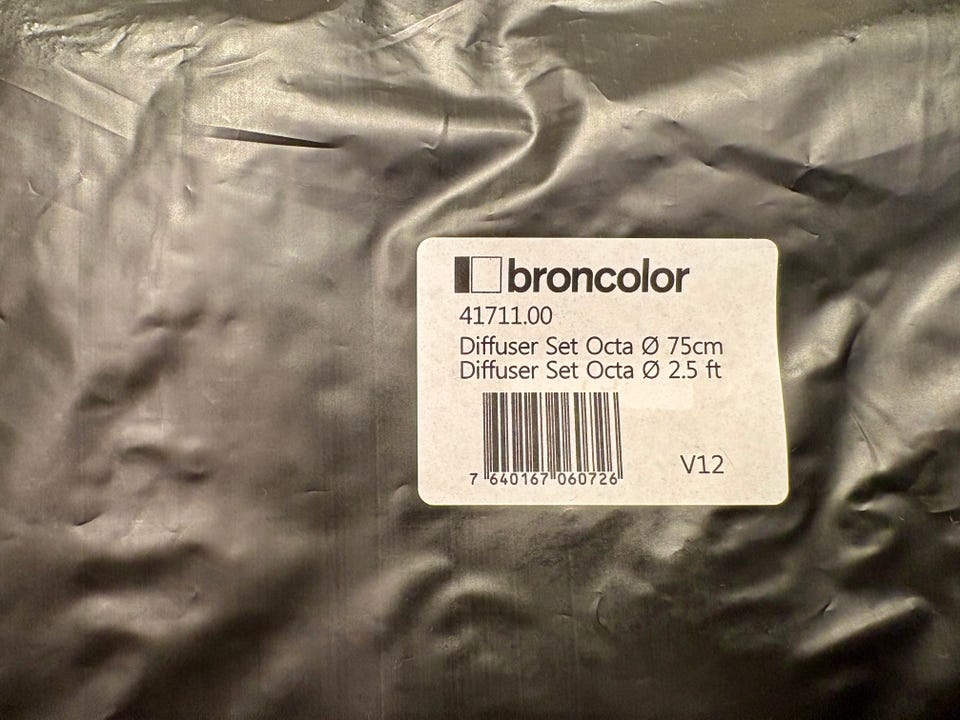 broncolor
41711.00
Diffuser Set Octa Ø 75cm
Diffuser Set Octa Ø 2.5 ft
7 640167 060726
V12